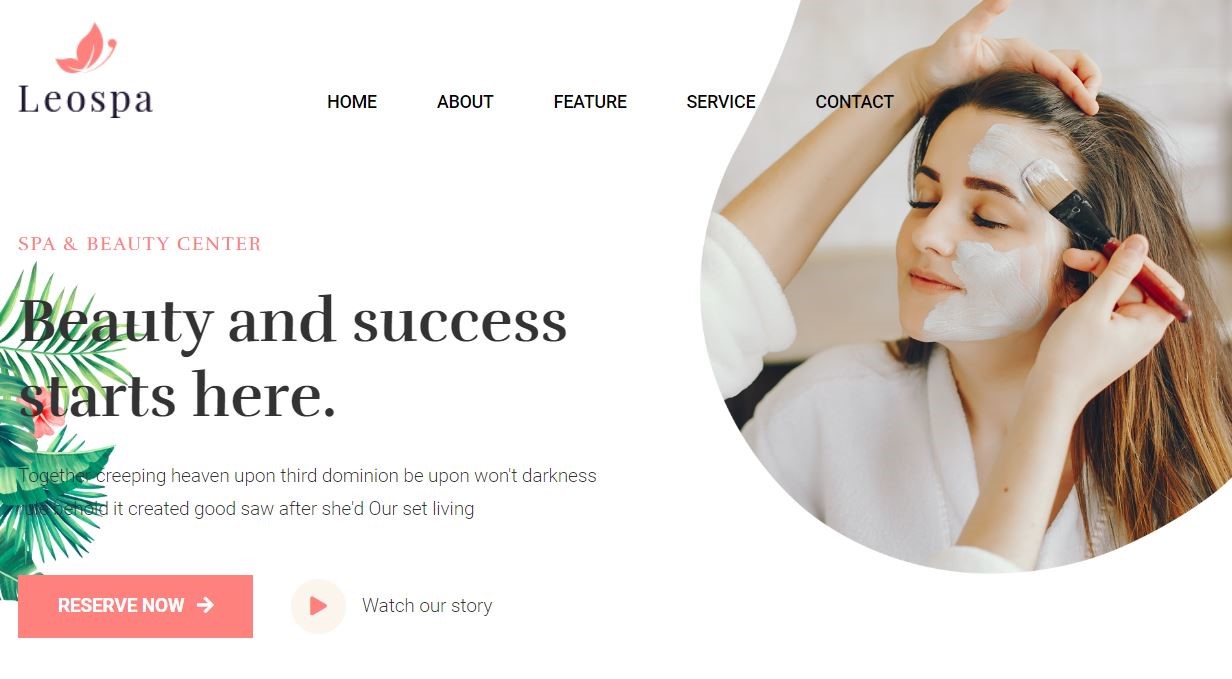 Leospa
HOME ABOUT FEATURE SERVICE CONTACT
SPA & BEAUTY CENTER
Beauty and success
starts here.
Together creeping heaven upon third dominion be upon won't darkness
rule behold it created good saw after she'd Our set living
RESERVE NOW
Watch our story